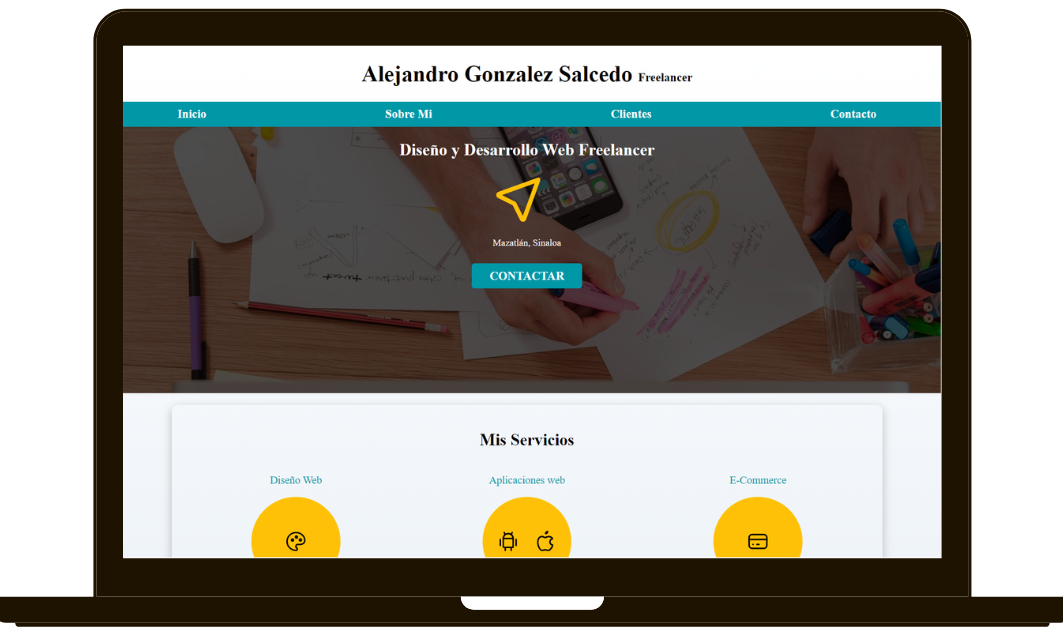 Alejandro Gonzalez Salcedo Freelancer
Inicio Sobre Mi Clientes Contacto
Diseño y Desarrollo Web Freelancer
Mazatlán, Sinaloa
CONTACTAR
Mis Servicios
Diseño Web Aplicaciones web E-Commerce